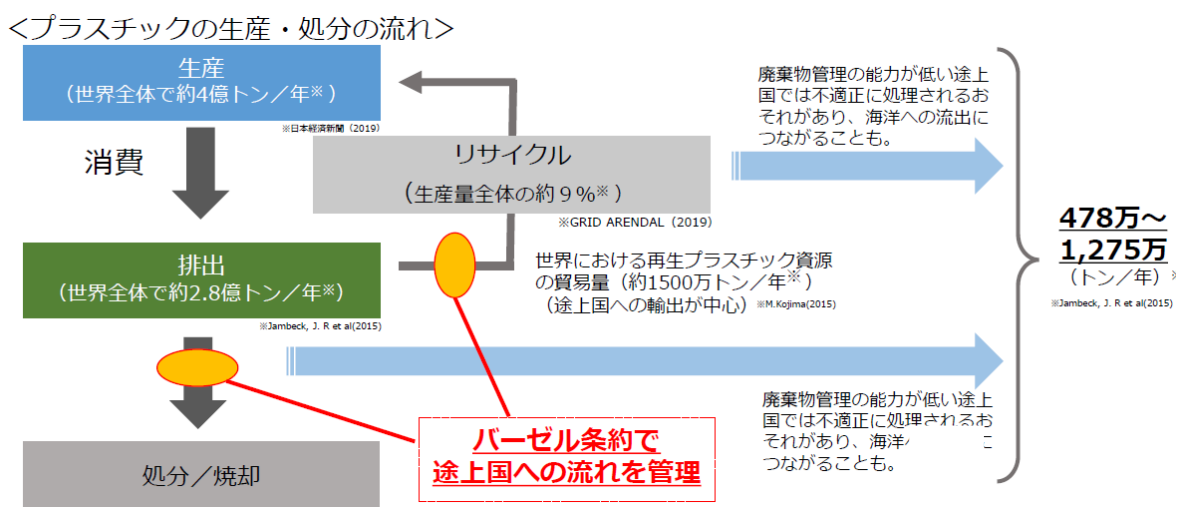 ＜プラスチックの生産・処分の流れ＞
生産
（世界全体で約4億トン／年※）
※日本経済新聞（2019）
消費
リサイクル
（生産量全体の約９％※）
※GRID ARENDAL（2019）
排出
（世界全体で約2.8億トン／年※）
※Jambeck, J. R et al(2015)
世界における再生プラスチック資源
の貿易量（約1500万トン／年※）
（途上国への輸出が中心）※M.Kojima(2015)
処分／焼却
バーゼル条約で
途上国への流れを管理
廃棄物管理の能力が低い途上
国では不適正に処理されるお
それがあり、海洋への流出に
つながることも。
廃棄物管理の能力が低い途上
国では不適正に処理されるお
それがあり、海洋
つながることも。
478万～
1,275万
（トン／年）※
※Jambeck, J. R et al(2015)